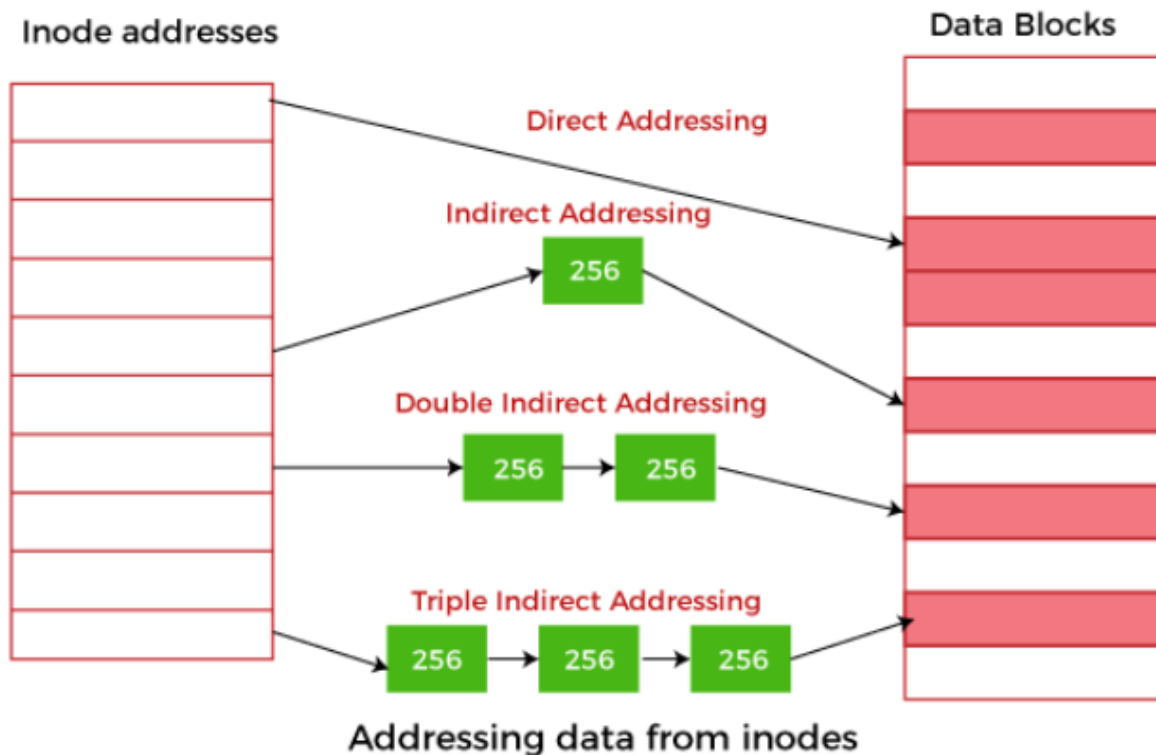 Inode addresses
Data Blocks
Direct Addressing
Indirect Addressing
256
Double Indirect Addressing
256 256
Triple Indirect Addressing
256 256 256
Addressing data from inodes